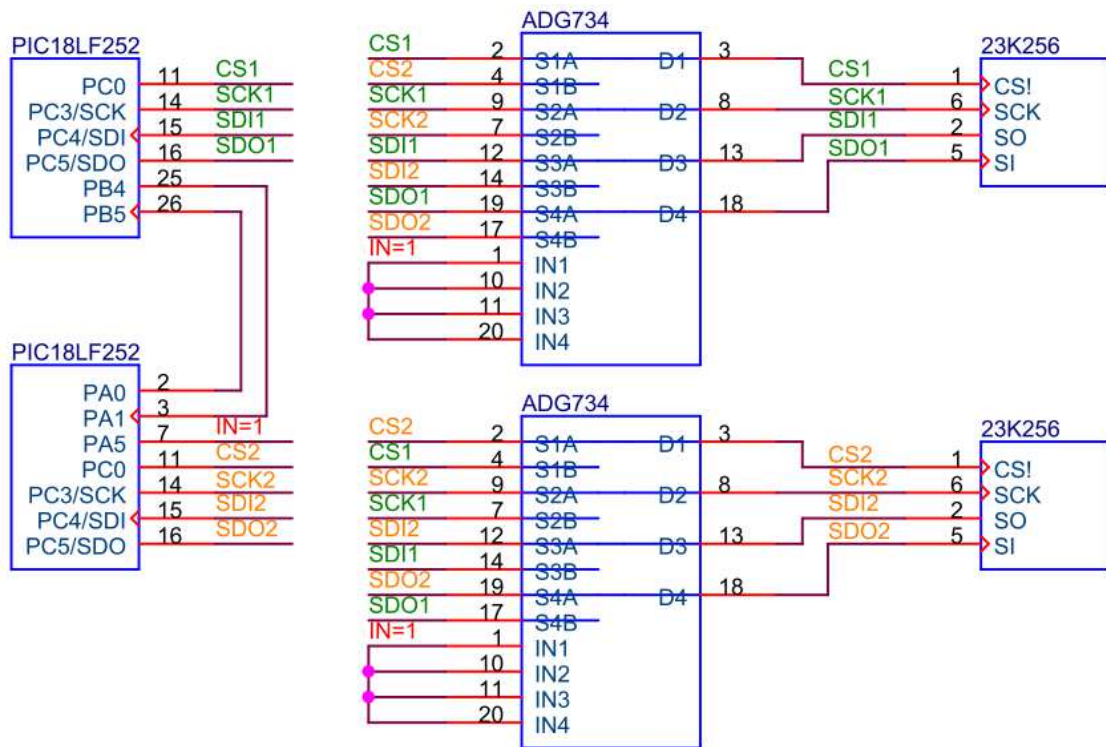 PIC18LF252
PC0 11 CS1
PC3/SCK 14 SCK1
PC4/SDI 15 SDI1
PC5/SDO 16 SDO1
PB4 25
PB5 26
ADG734
CS1 2 S1A D1 3
CS2 4 S1B
SCK1 9 S2A D2 8
SCK2 7 S2B
SDI1 12 S3A D3 13
SDI2 14 S3B
SDO1 19 S4A D4 18
SDO2 17 S4B
IN=1 1 IN1
10 IN2
11 IN3
20 IN4
23K256
CS1 1 CS!
SCK1 6 SCK
SDI1 2 SO
SDO1 5 SI
PIC18LF252
2 PA0
3 PA1
PA5 7 IN=1
PC0 11 CS2
PC3/SCK 14 SCK2
PC4/SDI 15 SDI2
PC5/SDO 16 SDO2
ADG734
CS2 2 S1A D1 3
CS1 4 S1B
SCK2 9 S2A D2 8
SCK1 7 S2B
SDI2 12 S3A D3 13
SDI1 14 S3B
SDO2 19 S4A D4 18
SDO1 17 S4B
IN=1 1 IN1
10 IN2
11 IN3
20 IN4
23K256
CS2 1 CS!
SCK2 6 SCK
SDI2 2 SO
SDO2 5 SI